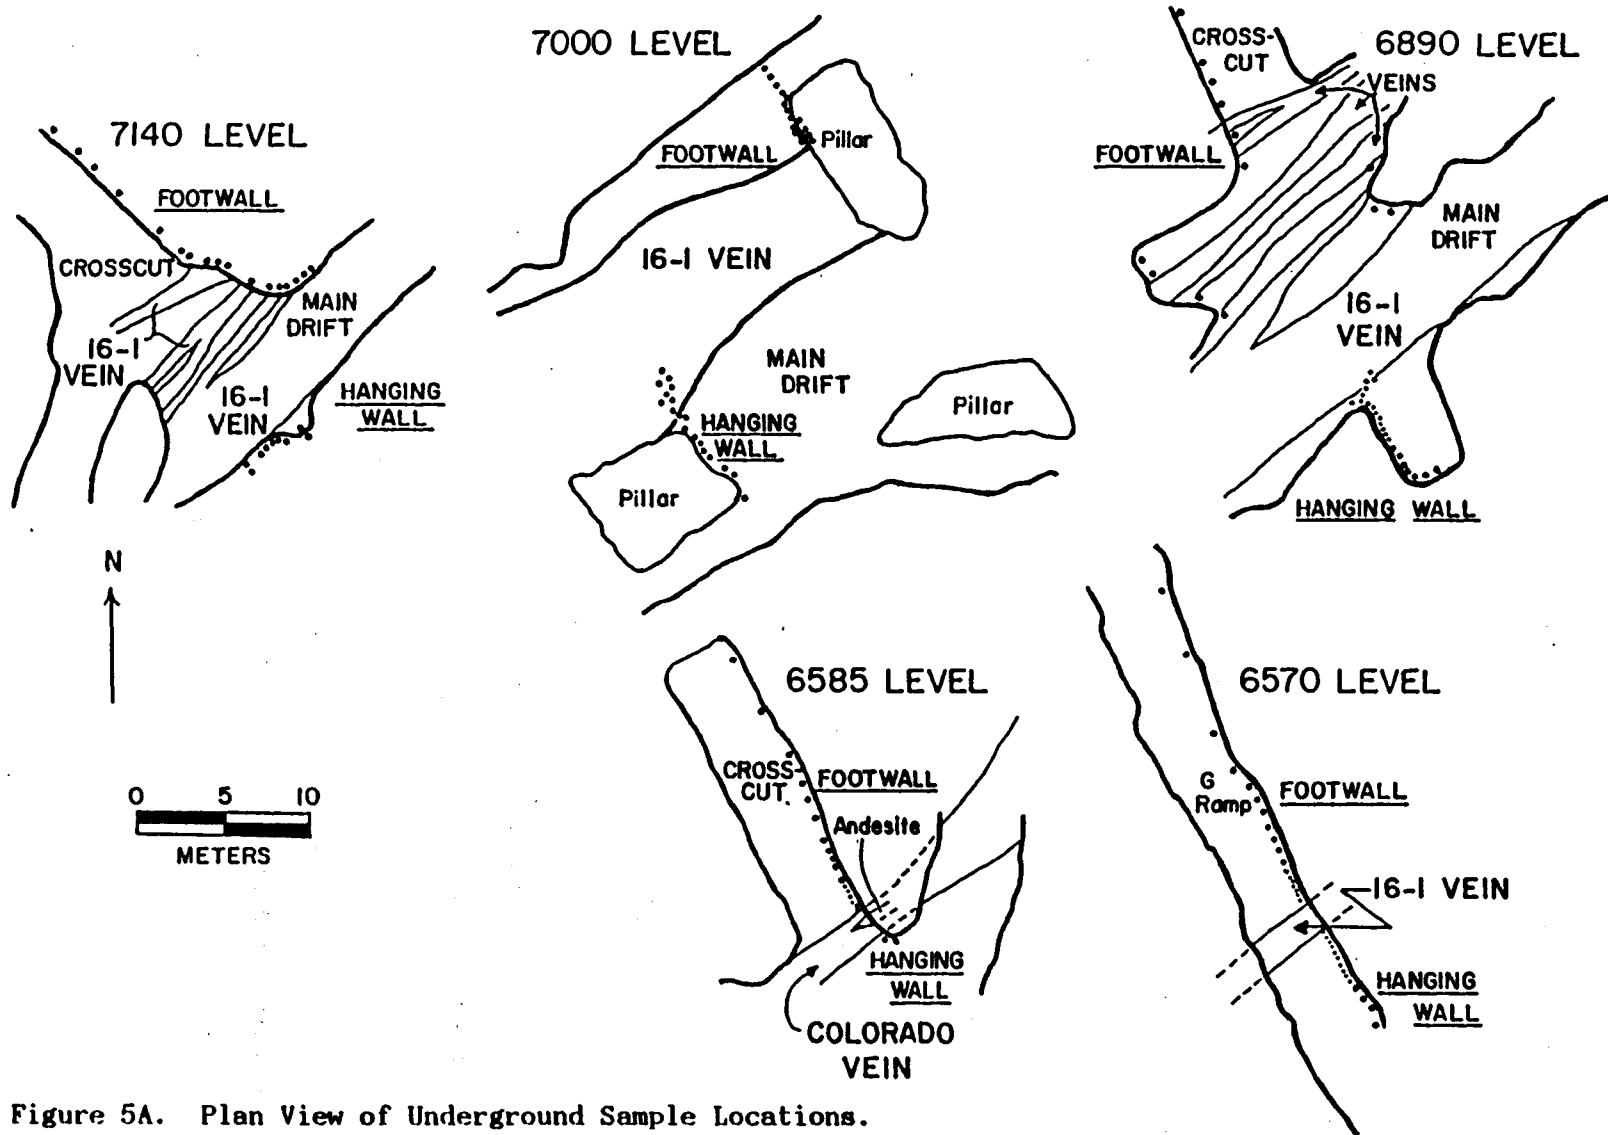 7140 LEVEL
FOOTWALL
CROSSCUT
MAIN
DRIFT
16-1
VEIN
16-1
VEIN
HANGING
WALL
7000 LEVEL
Pillar
FOOTWALL
16-1 VEIN
MAIN
DRIFT
Pillar
HANGING
WALL
Pillar
6890 LEVEL
CROSS-
CUT
VEINS
FOOTWALL
MAIN
DRIFT
16-1
VEIN
HANGING WALL
N
0 5 10
METERS
6585 LEVEL
CROSS-
CUT
FOOTWALL
Andesite
HANGING
WALL
COLORADO
VEIN
6570 LEVEL
G
Ramp
FOOTWALL
16-1 VEIN
HANGING
WALL
Figure 5A. Plan View of Underground Sample Locations.